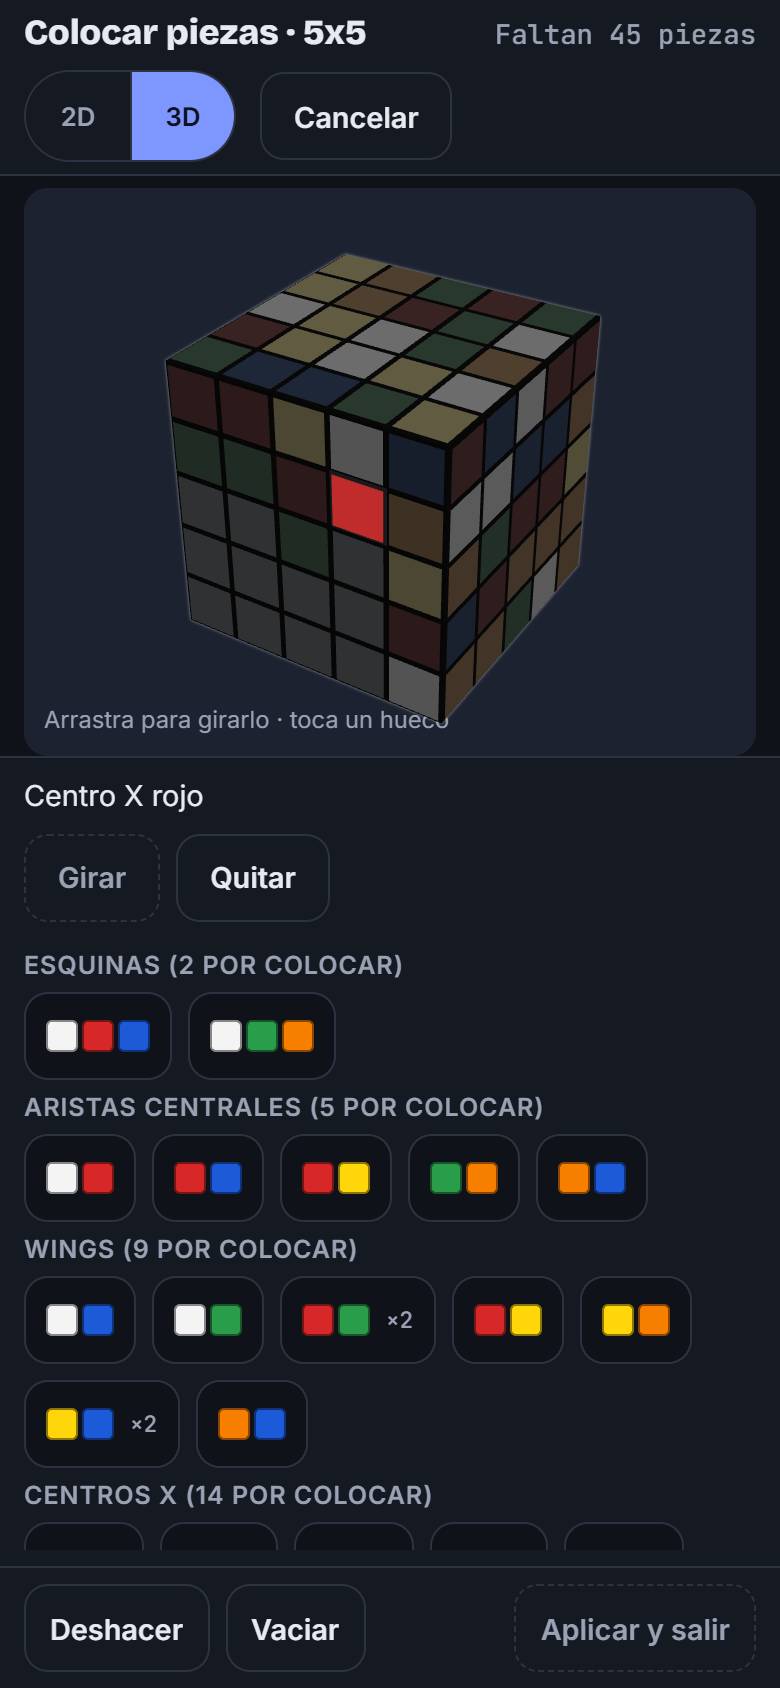 Colocar piezas · 5x5
Faltan 45 piezas
2D
3D
Cancelar
Arrastra para girarlo · toca un hueco
Centro X rojo
Girar
Quitar
ESQUINAS (2 POR COLOCAR)
ARISTAS CENTRALES (5 POR COLOCAR)
WINGS (9 POR COLOCAR)
×2
×2
CENTROS X (14 POR COLOCAR)
Deshacer
Vaciar
Aplicar y salir